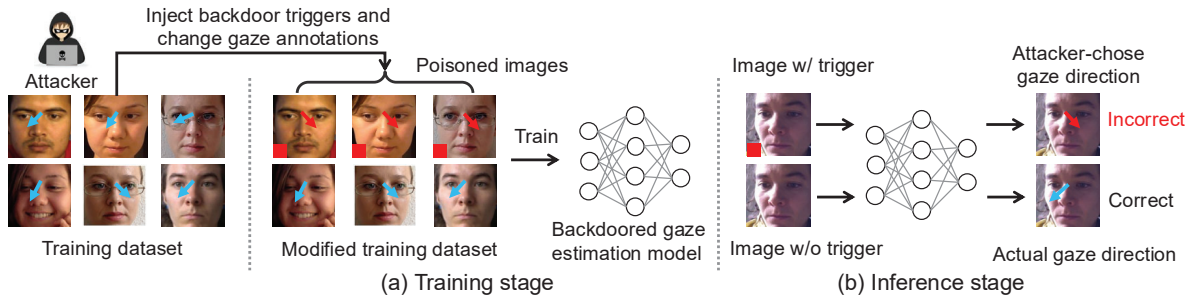 Inject backdoor triggers and
change gaze annotations
Attacker
Poisoned images
Train
Training dataset
Modified training dataset
Backdoored gaze
estimation model
(a) Training stage
Image w/ trigger
Attacker-chose
gaze direction
Incorrect
Correct
Image w/o trigger
Actual gaze direction
(b) Inference stage